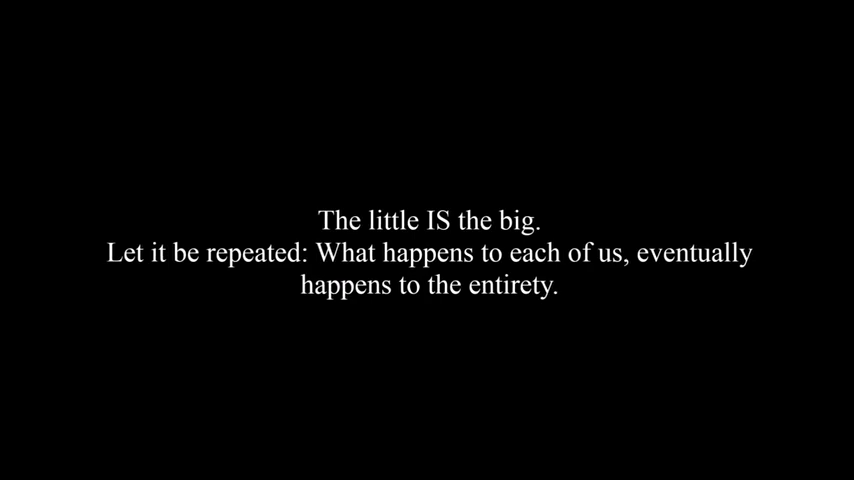 The little IS the big.
Let it be repeated: What happens to each of us, eventually
happens to the entirety.